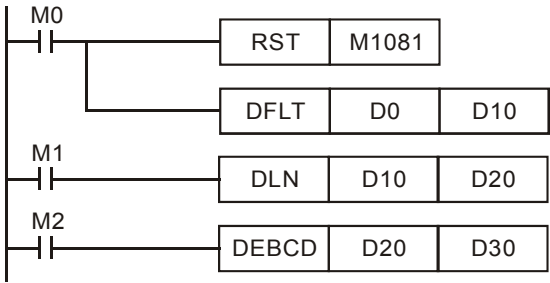 M0
RST M1081
DFLT D0 D10
M1
DLN D10 D20
M2
DEBCD D20 D30